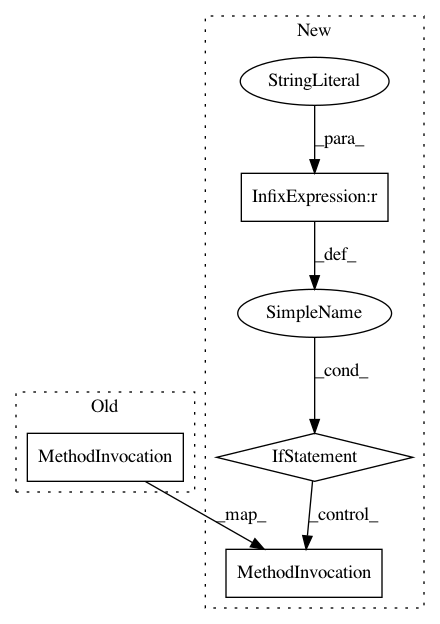 New
StringLiteral
_para_
InfixExpression:r
_def_
SimpleName
_cond_
Old
MethodInvocation
IfStatement
_map_
_control_
MethodInvocation